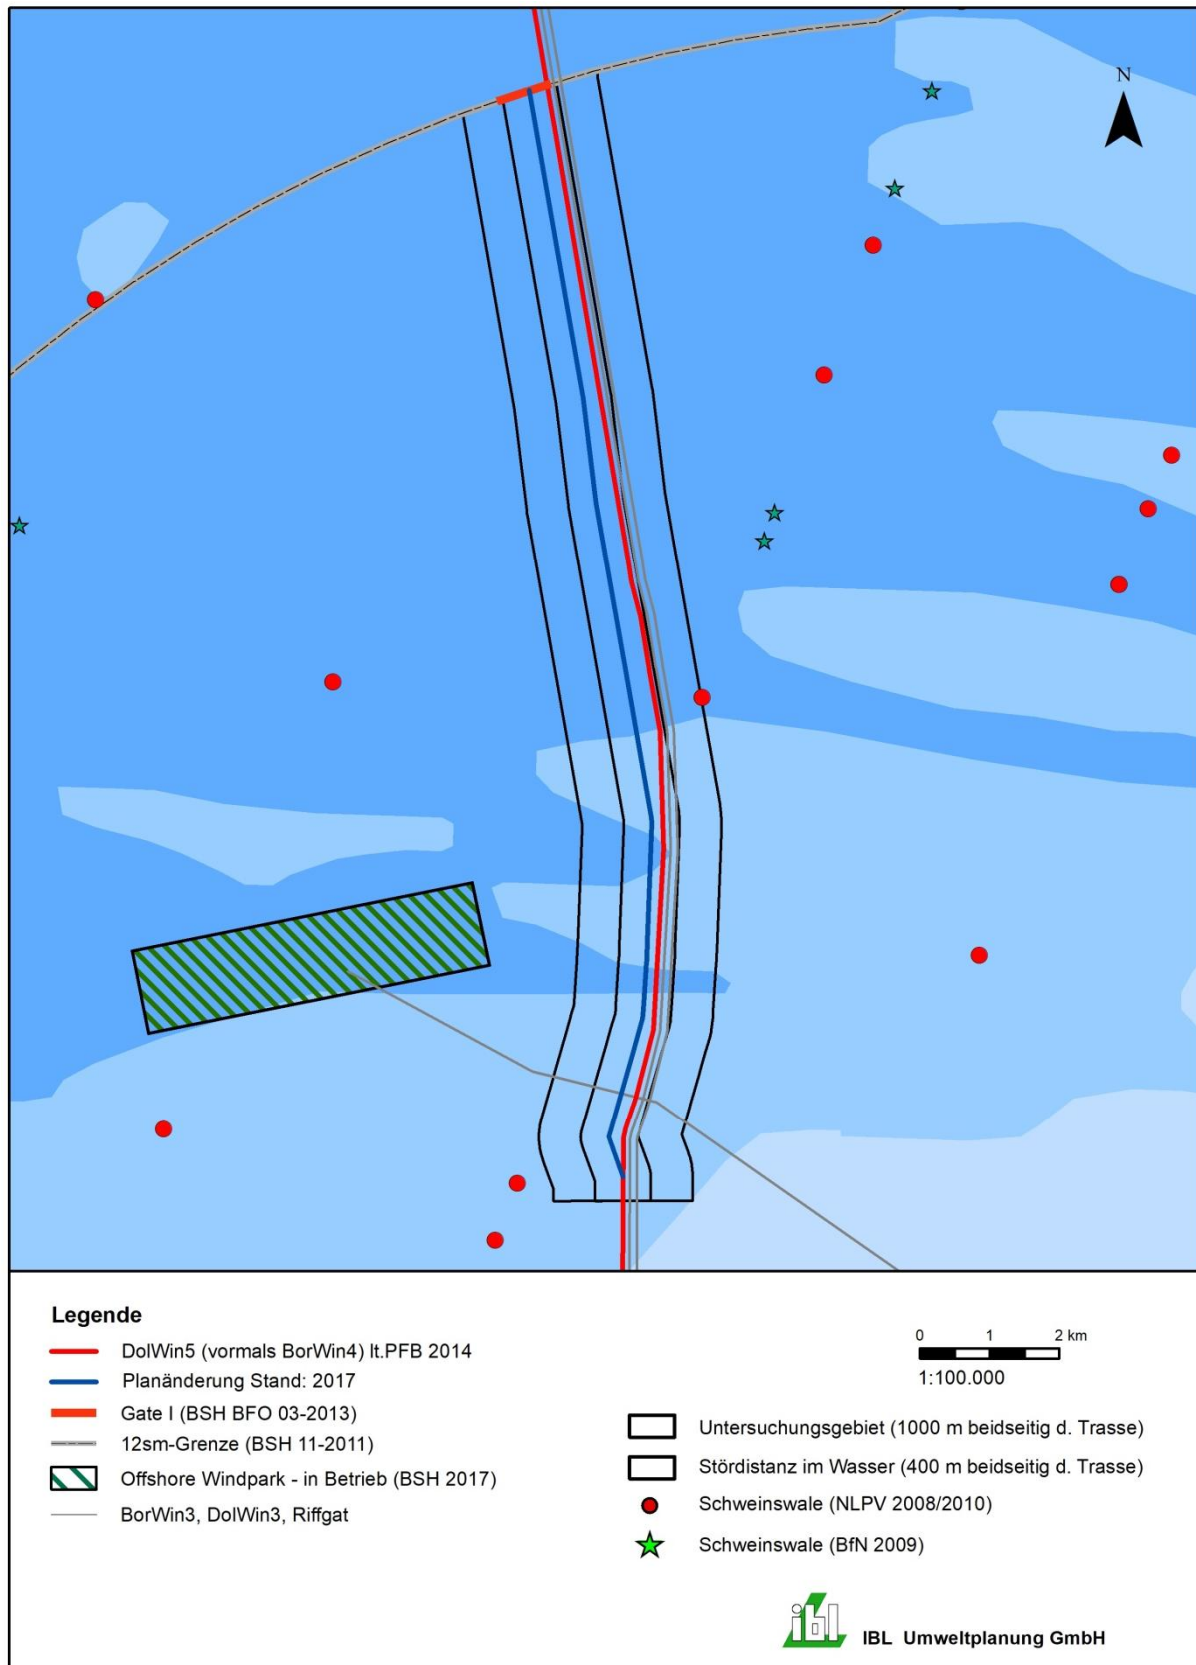 N
Legende
DolWin5 (vormals BorWin4) lt.PFB 2014
Planänderung Stand: 2017
Gate I (BSH BFO 03-2013)
12sm-Grenze (BSH 11-2011)
Offshore Windpark - in Betrieb (BSH 2017)
BorWin3, DolWin3, Riffgat
0 1 2 km
1:100.000
Untersuchungsgebiet (1000 m beidseitig d. Trasse)
Stördistanz im Wasser (400 m beidseitig d. Trasse)
Schweinswale (NLPV 2008/2010)
Schweinswale (BfN 2009)
ibl IBL Umweltplanung GmbH